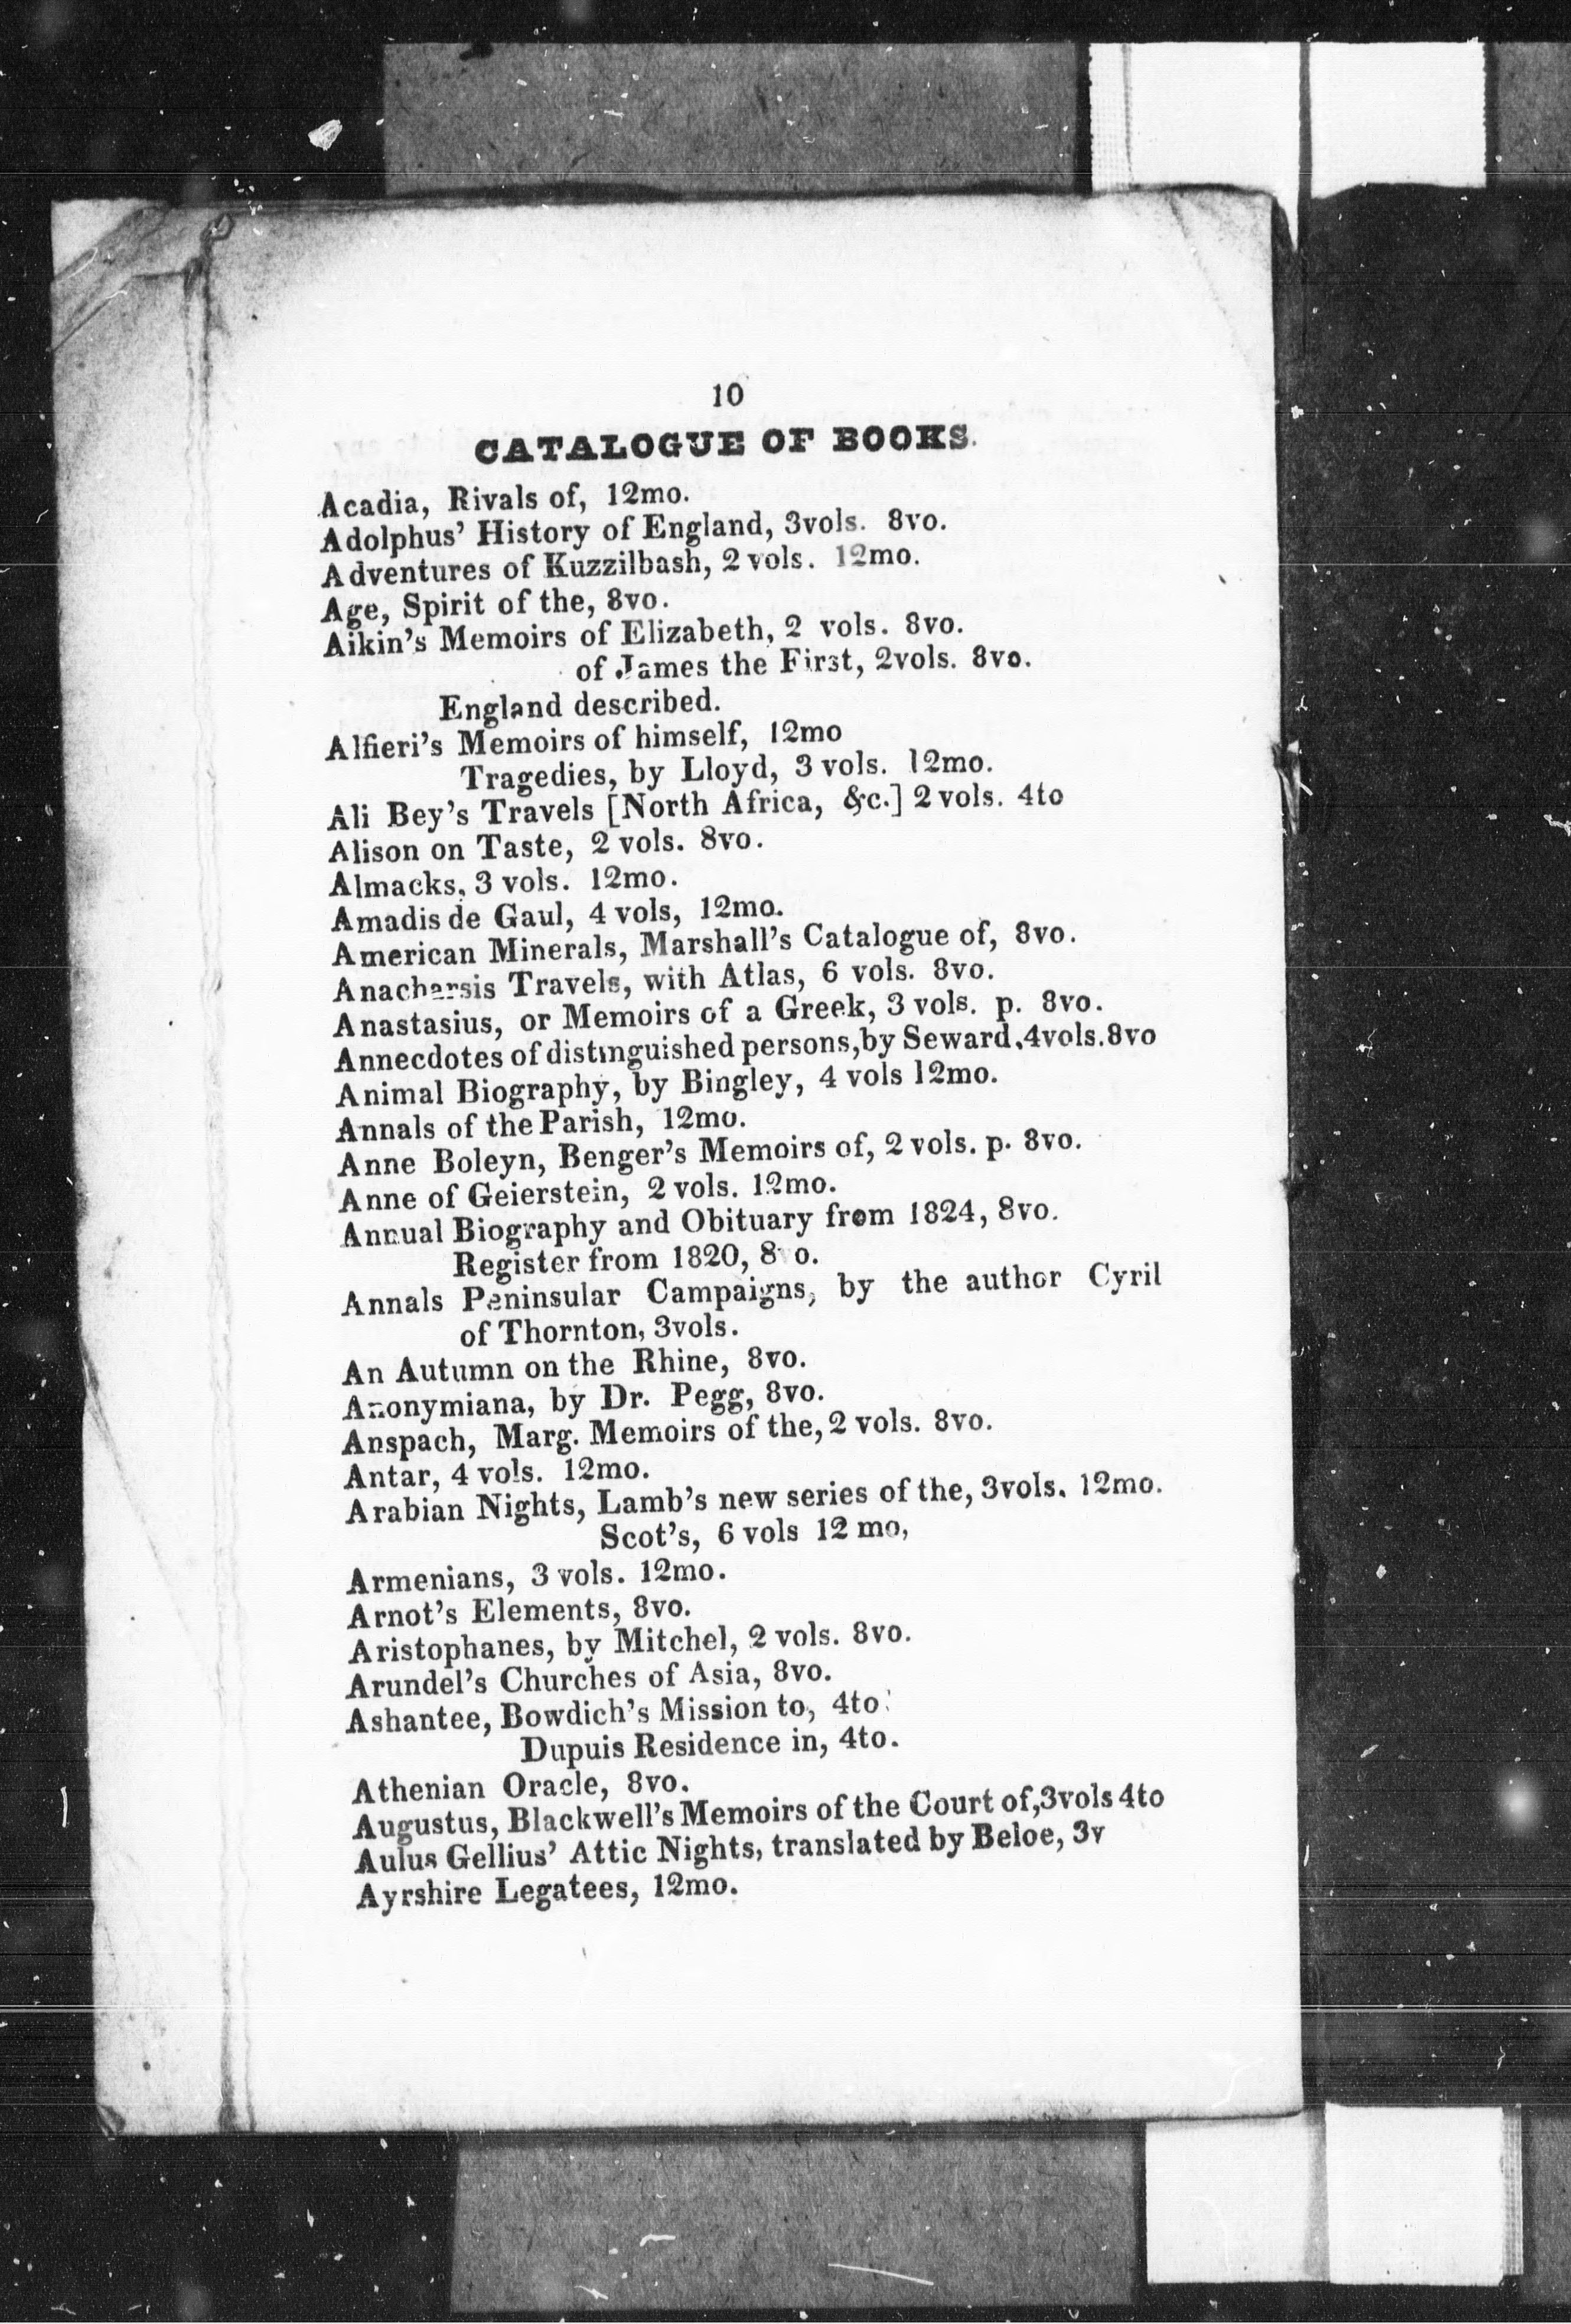 10
CATALOGUE OF BOOKS.
Acadia, Rivals of, 12mo.
Adolphus' History of England, 3vols. 8vo.
Adventures of Kuzzilbash, 2 vols. 12mo.
Age, Spirit of the, 8vo.
Aikin's Memoirs of Elizabeth, 2 vols. 8vo.
of James the First, 2vols. 8vo.
England described.
Alfieri's Memoirs of himself, 12mo
Tragedies, by Lloyd, 3 vols. 12mo.
Ali Bey's Travels [North Africa, &c.] 2 vols. 4to
Alison on Taste, 2 vols. 8vo.
Almacks, 3 vols. 12mo.
Amadis de Gaul, 4 vols, 12mo.
American Minerals, Marshall's Catalogue of, 8vo.
Anacharsis Travels, with Atlas, 6 vols. 8vo.
Anastasius, or Memoirs of a Greek, 3 vols. p. 8vo.
Annecdotes of distinguished persons,by Seward,4vols.8vo
Animal Biography, by Bingley, 4 vols 12mo.
Annals of the Parish, 12mo.
Anne Boleyn, Benger's Memoirs of, 2 vols. p. 8vo.
Anne of Geierstein, 2 vols. 12mo.
Annual Biography and Obituary from 1824, 8vo.
Register from 1820, 8vo.
Annals Peninsular Campaigns, by the author Cyril
of Thornton, 3vols.
An Autumn on the Rhine, 8vo.
Anonymiana, by Dr. Pegg, 8vo.
Anspach, Marg. Memoirs of the, 2 vols. 8vo.
Antar, 4 vols. 12mo.
Arabian Nights, Lamb's new series of the, 3vols. 12mo.
Scot's, 6 vols 12 mo,
Armenians, 3 vols. 12mo.
Arnot's Elements, 8vo.
Aristophanes, by Mitchel, 2 vols. 8vo.
Arundel's Churches of Asia, 8vo.
Ashantee, Bowdich's Mission to, 4to.
Dupuis Residence in, 4to.
Athenian Oracle, 8vo.
Augustus, Blackwell's Memoirs of the Court of,3vols 4to
Aulus Gellius' Attic Nights, translated by Beloe, 3v
Ayrshire Legatees, 12mo.